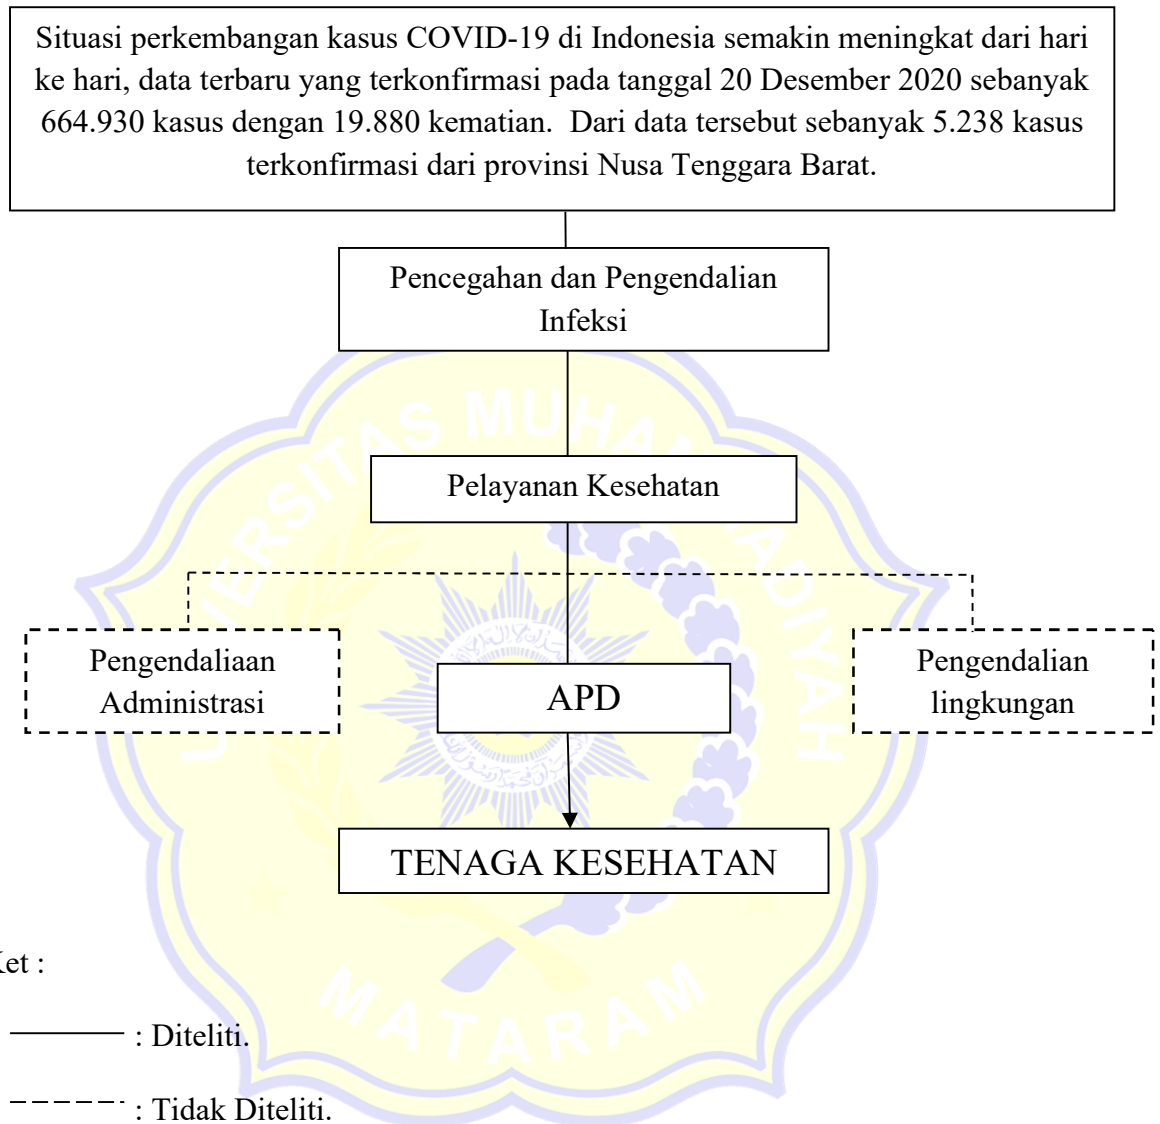 Situasi perkembangan kasus COVID-19 di Indonesia semakin meningkat dari hari
ke hari, data terbaru yang terkonfirmasi pada tanggal 20 Desember 2020 sebanyak
664.930 kasus dengan 19.880 kematian. Dari data tersebut sebanyak 5.238 kasus
terkonfirmasi dari provinsi Nusa Tenggara Barat.
Pencegahan dan Pengendalian
Infeksi
UNIVERSITAS MUHAMMADIYAH
Pelayanan Kesehatan
Pengendaliaan
Administrasi
APD
Pengendalian
lingkungan
TENAGA KESEHATAN
MATARAM
Ket :
: Diteliti.
: Tidak Diteliti.